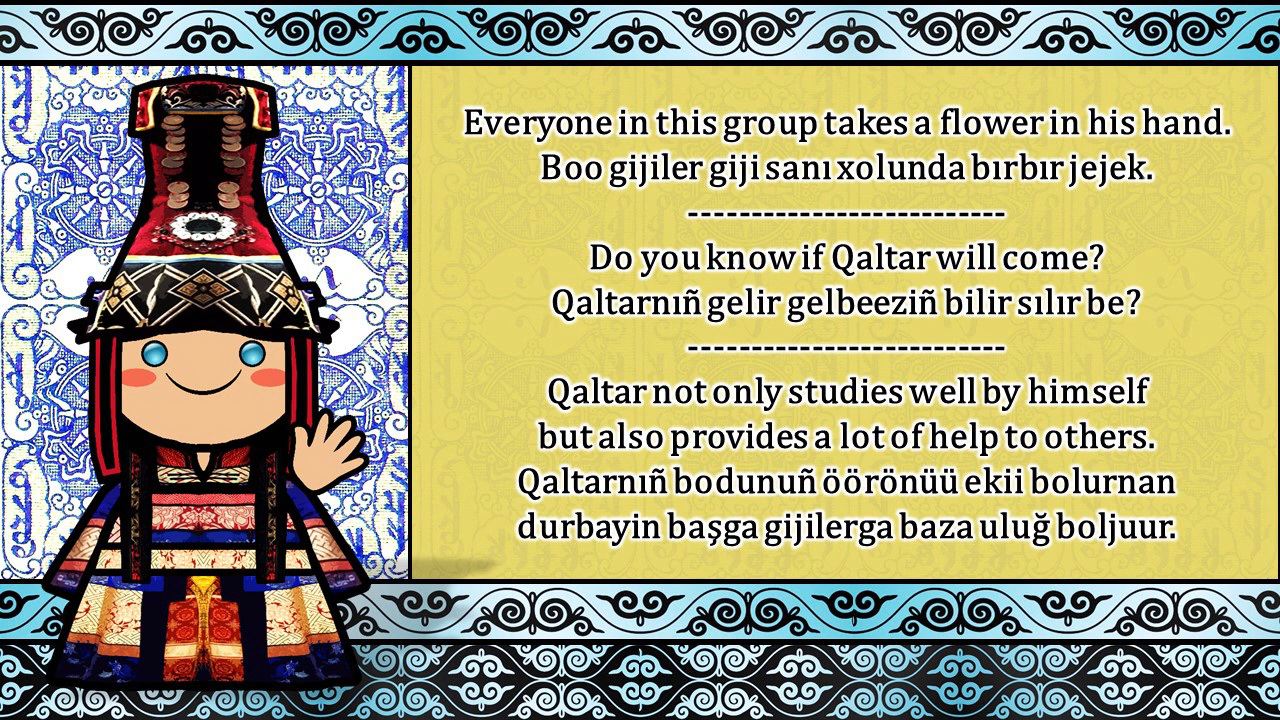 Everyone in this group takes a flower in his hand.
Boo gijiler giji sanı xolunda bırbır jejek.
--------------------------
Do you know if Qaltar will come?
Qaltarnıñ gelir gelbeeziñ bilir sılır be?
--------------------------
Qaltar not only studies well by himself
but also provides a lot of help to others.
Qaltarnıñ bodunuñ öörönüü ekii bolurnan
durbayin başga gijilerga baza uluğ boljuur.